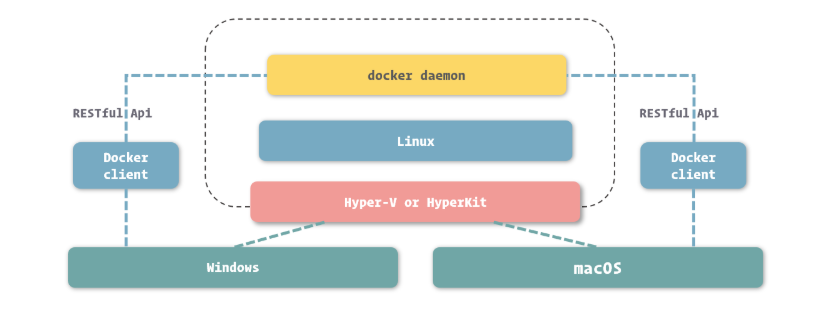 docker daemon
RESTful Api
RESTful Api
Linux
Docker
client
Docker
client
Hyper-V or HyperKit
Windows
macOS